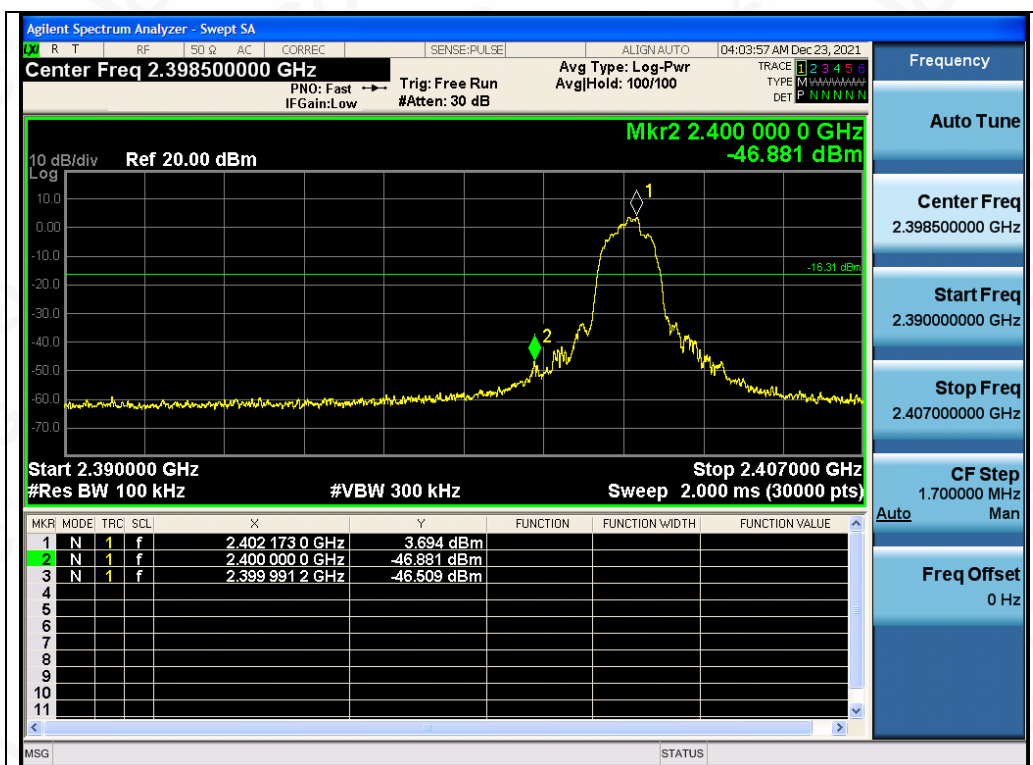 Agilent Spectrum Analyzer - Swept SA
LXI R T RF 50 Ω AC CORREC SENSE:PULSE ALIGN AUTO 04:03:57 AM Dec 23, 2021
Center Freq 2.398500000 GHz
PNO: Fast
IFGain:Low
Trig: Free Run
#Atten: 30 dB
Avg Type: Log-Pwr
Avg|Hold: 100/100
TRACE 1 2 3 4 5 6
TYPE M WWWWW
DET P N N N N N
Mkr2 2.400 000 0 GHz
-46.881 dBm
10 dB/div Ref 20.00 dBm
Log
10.0
0.00
-10.0
-20.0
-30.0
-40.0
-50.0
-60.0
-70.0
1
2
-16.31 dBm
Start 2.390000 GHz Stop 2.407000 GHz
#Res BW 100 kHz #VBW 300 kHz Sweep 2.000 ms (30000 pts)
MKR MODE TRC SCL X Y FUNCTION FUNCTION WIDTH FUNCTION VALUE
1 N 1 f 2.402 173 0 GHz 3.694 dBm
2 N 1 f 2.400 000 0 GHz -46.881 dBm
3 N 1 f 2.399 991 2 GHz -46.509 dBm
4
5
6
7
8
9
10
11
MSG STATUS
Frequency
Auto Tune
Center Freq
2.398500000 GHz
Start Freq
2.390000000 GHz
Stop Freq
2.407000000 GHz
CF Step
1.700000 MHz
Auto Man
Freq Offset
0 Hz